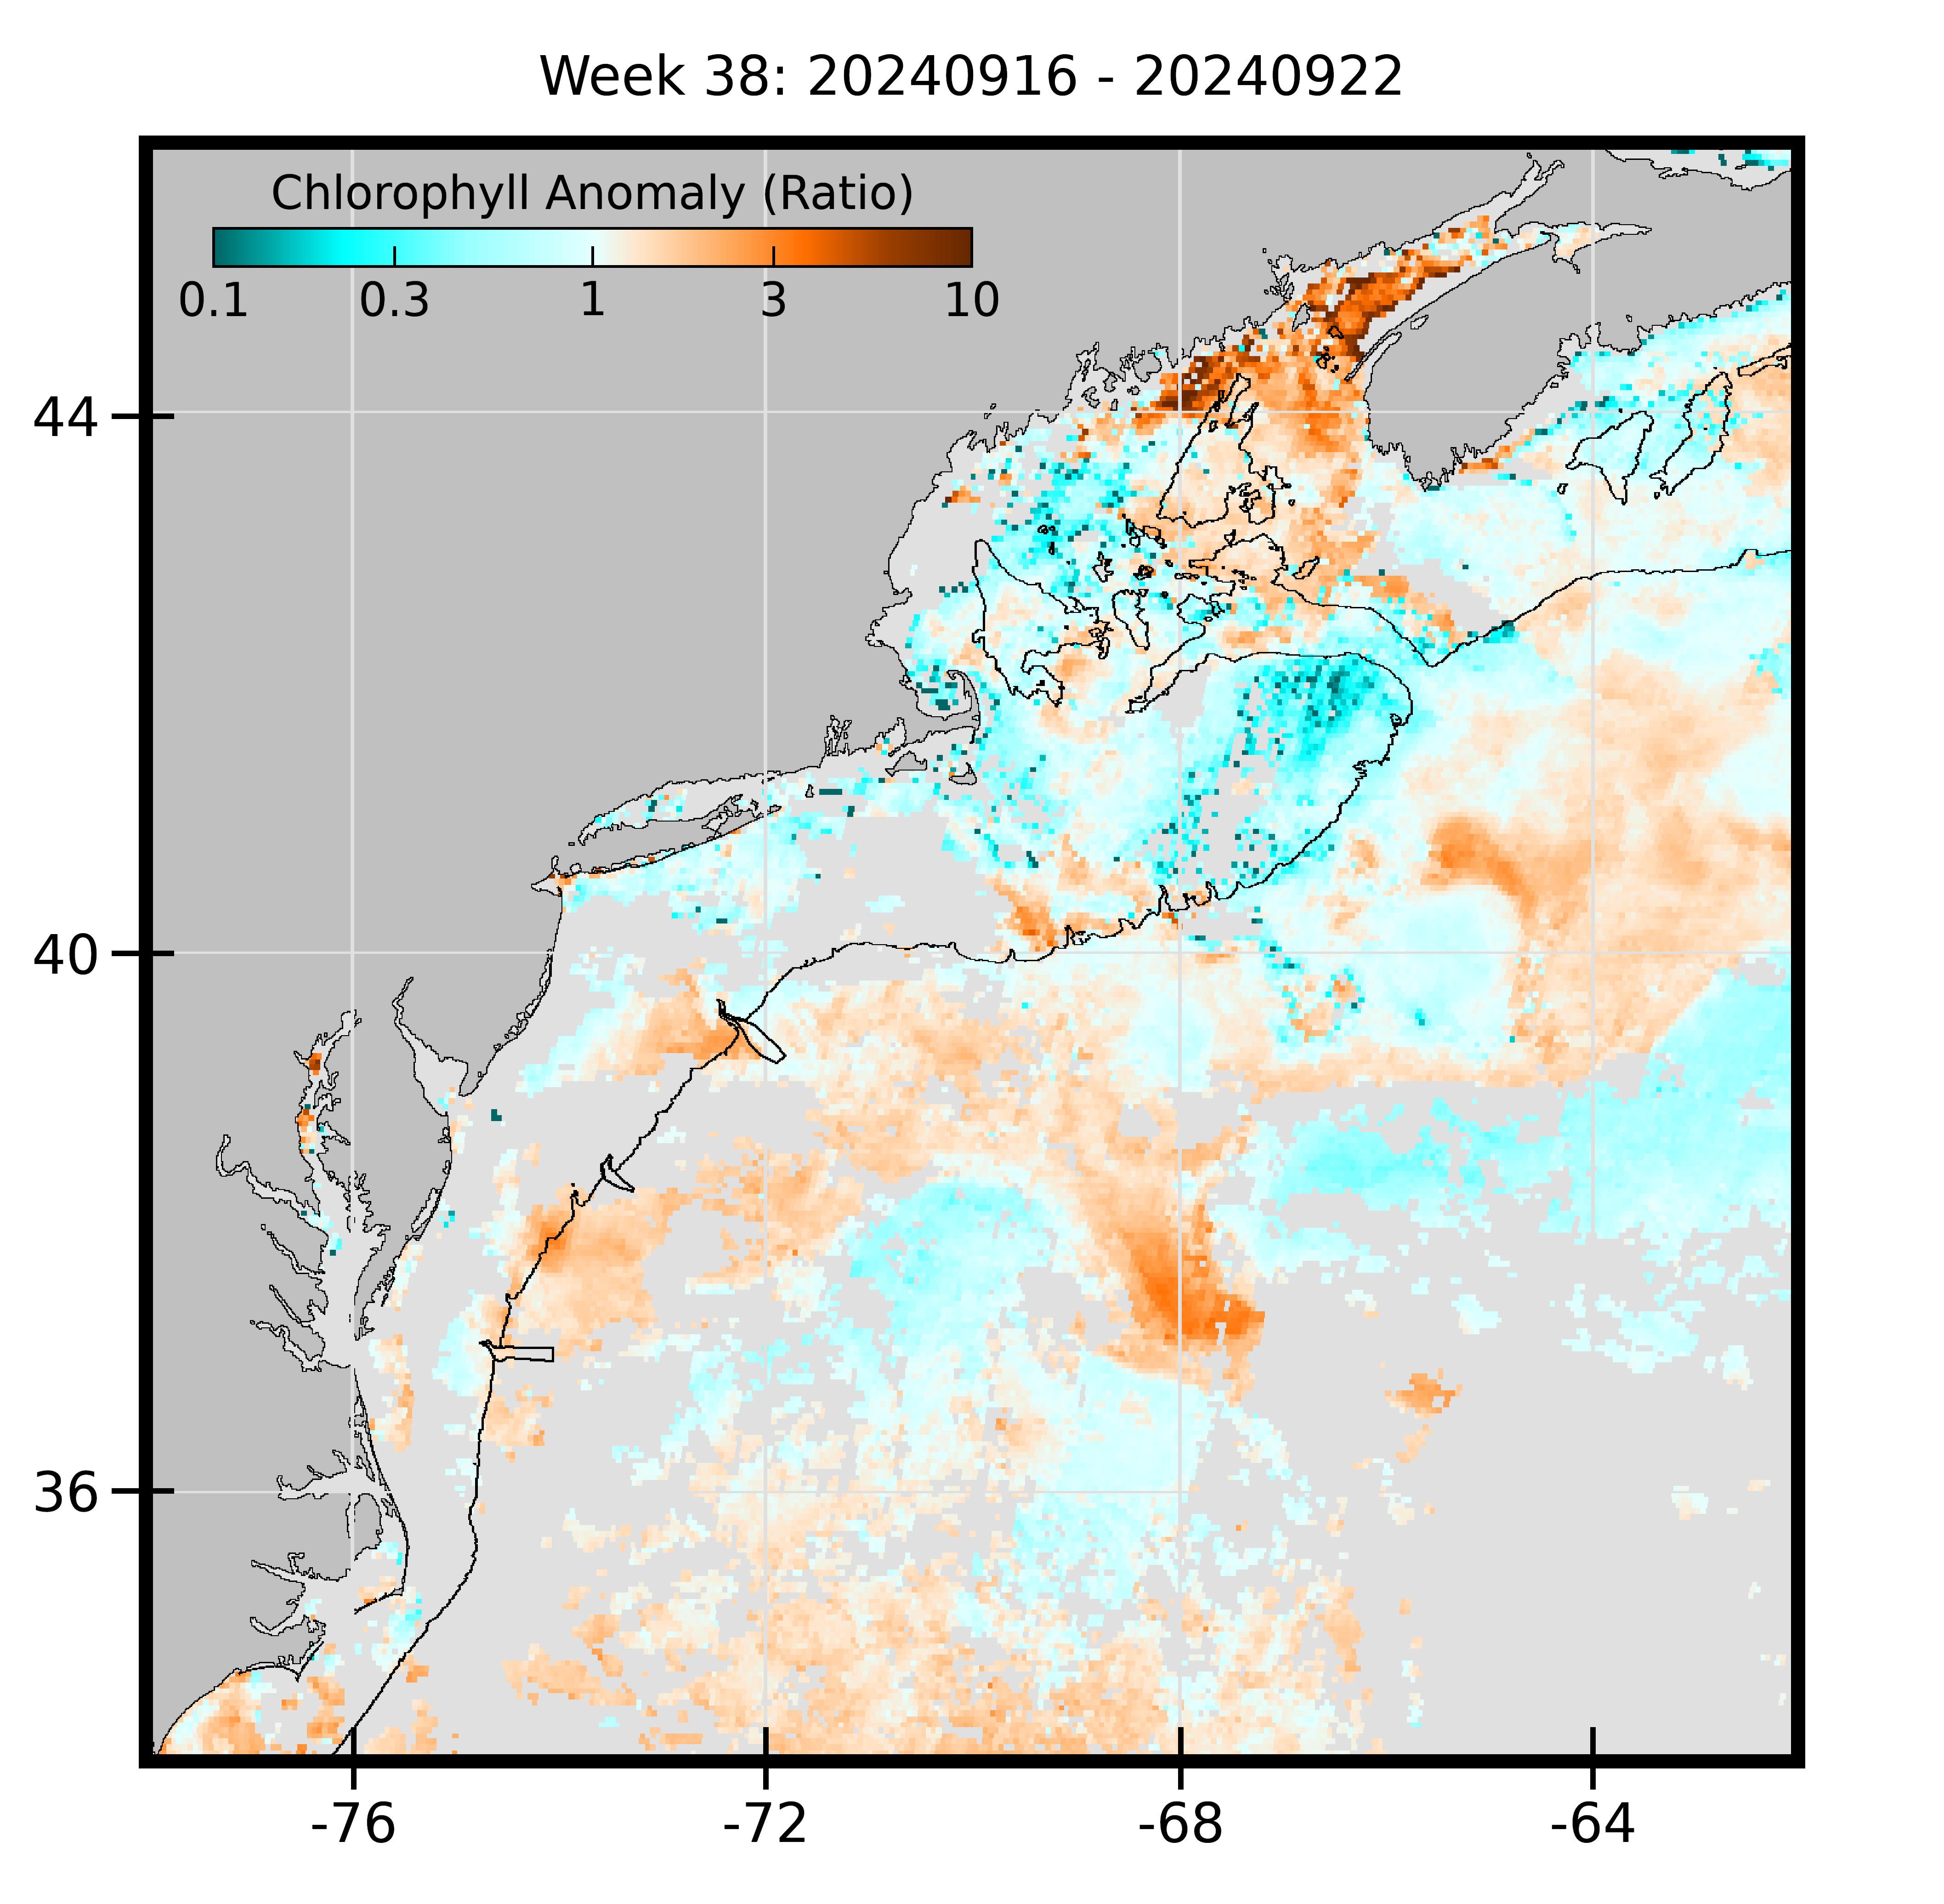 Week 38: 20240916 - 20240922
Chlorophyll Anomaly (Ratio)
0.1 0.3 1 3 10
44
40
36
-76 -72 -68 -64